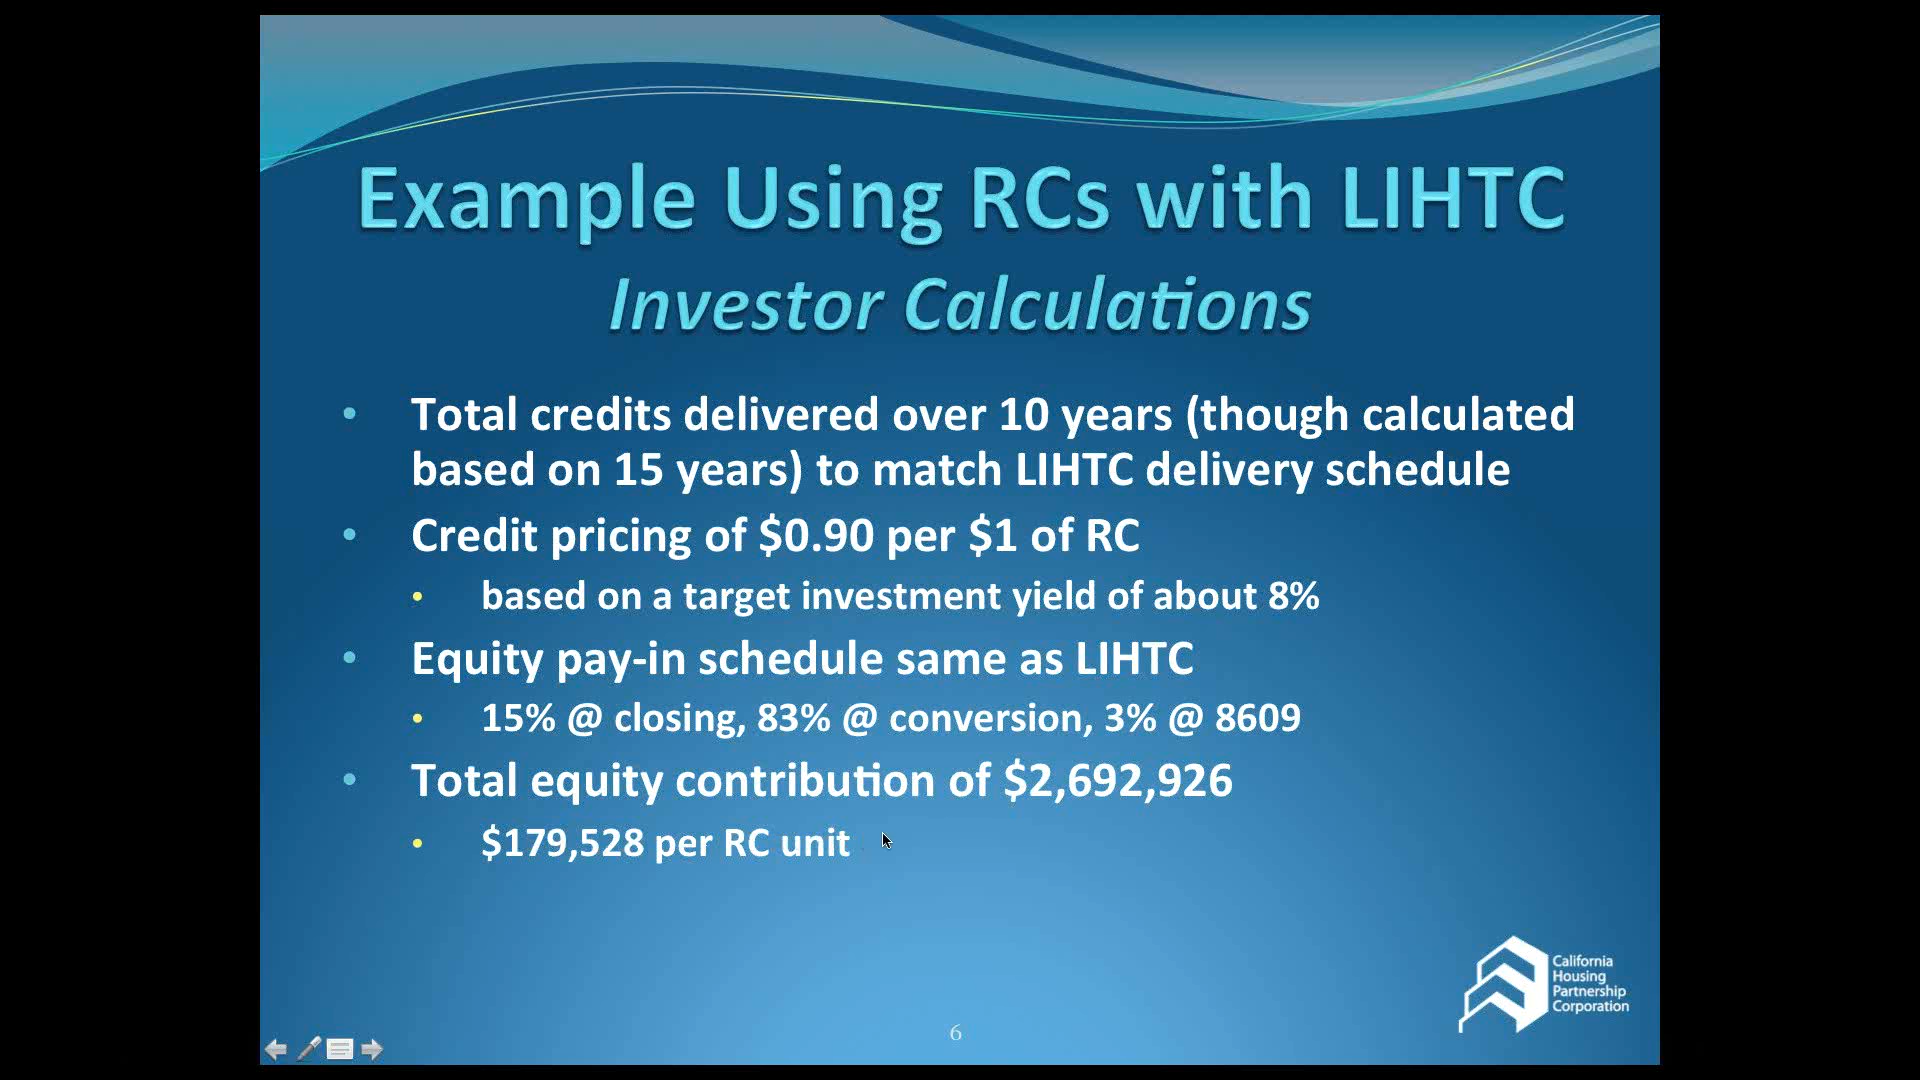 Example Using RCs with LIHTC
Investor Calculations
• Total credits delivered over 10 years (though calculated
based on 15 years) to match LIHTC delivery schedule
• Credit pricing of $0.90 per $1 of RC
• based on a target investment yield of about 8%
• Equity pay-in schedule same as LIHTC
• 15% @ closing, 83% @ conversion, 3% @ 8609
• Total equity contribution of $2,692,926
• $179,528 per RC unit
California
Housing
Partnership
Corporation
6